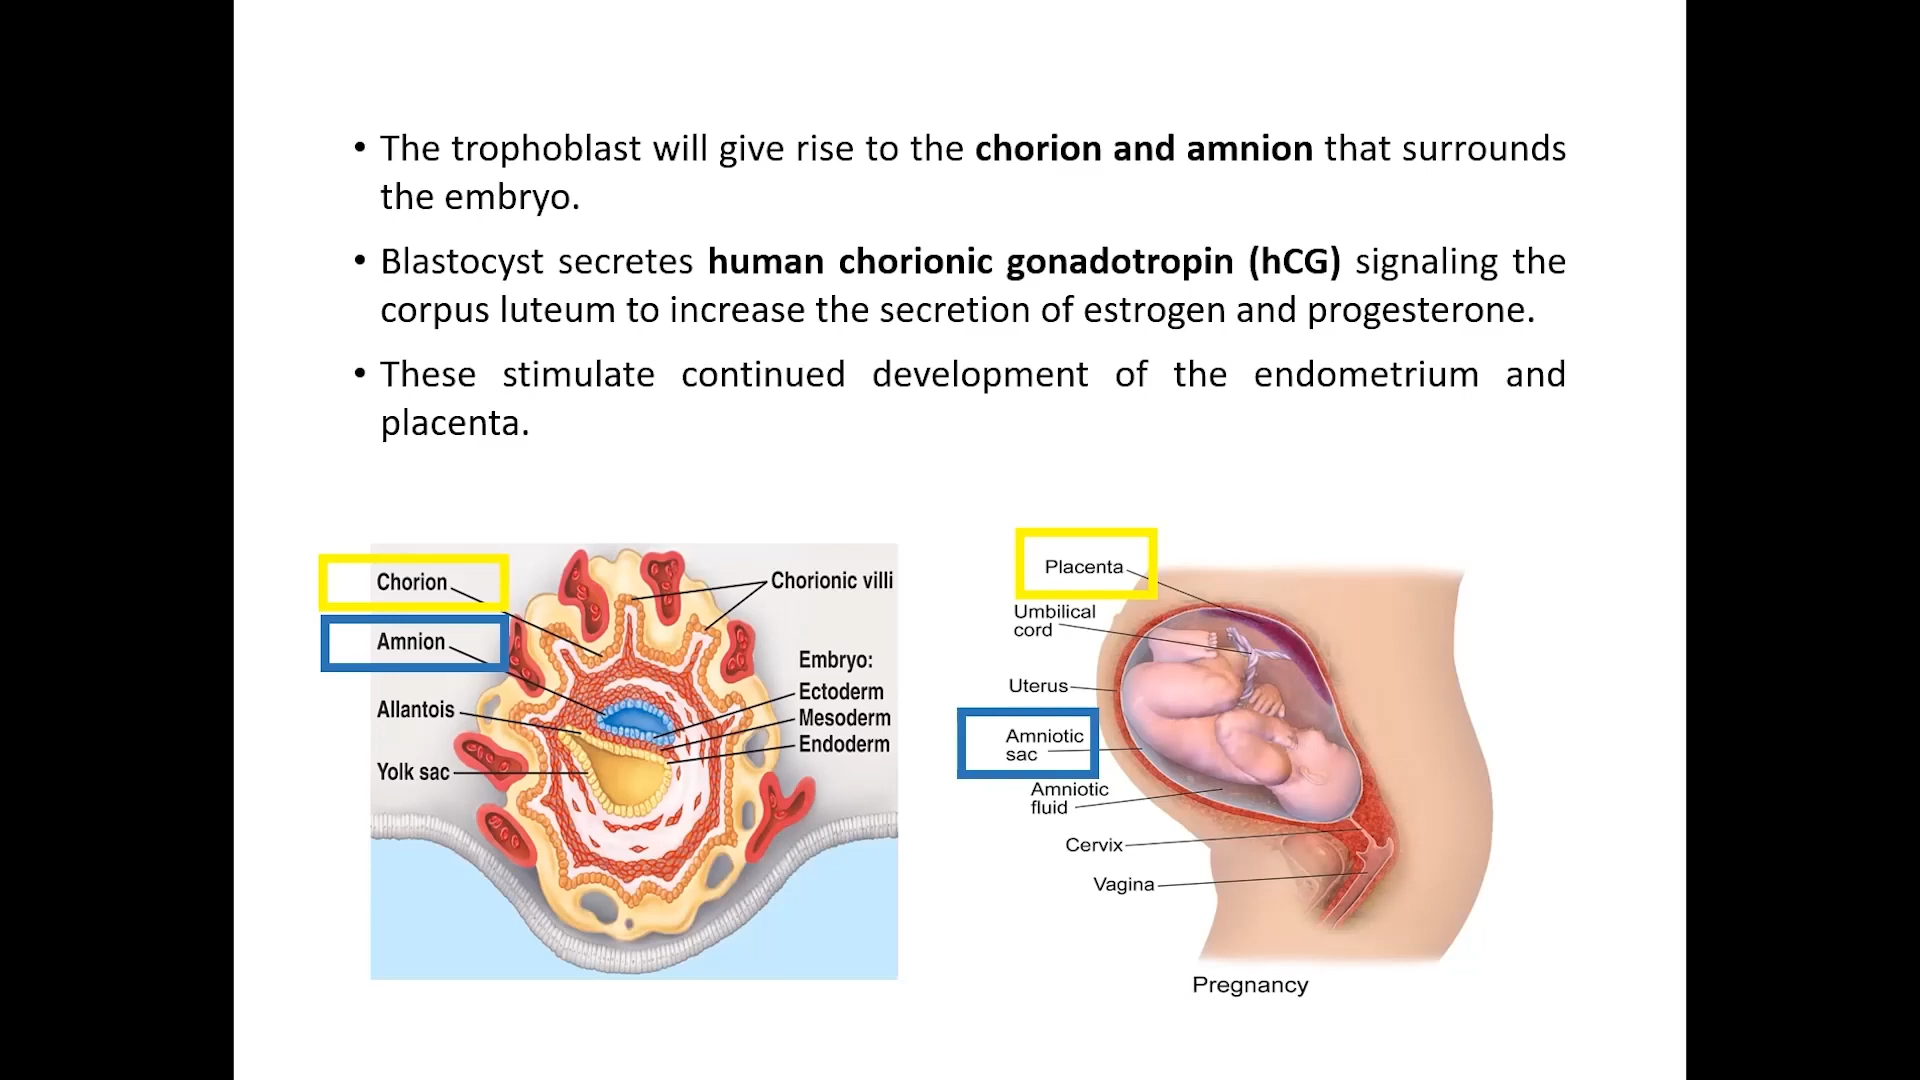 • The trophoblast will give rise to the chorion and amnion that surrounds
the embryo.
• Blastocyst secretes human chorionic gonadotropin (hCG) signaling the
corpus luteum to increase the secretion of estrogen and progesterone.
• These stimulate continued development of the endometrium and
placenta.
Chorion
Amnion
Allantois
Yolk sac
Chorionic villi
Embryo:
Ectoderm
Mesoderm
Endoderm
Placenta
Umbilical
cord
Uterus
Amniotic
sac
Amniotic
fluid
Cervix
Vagina
Pregnancy